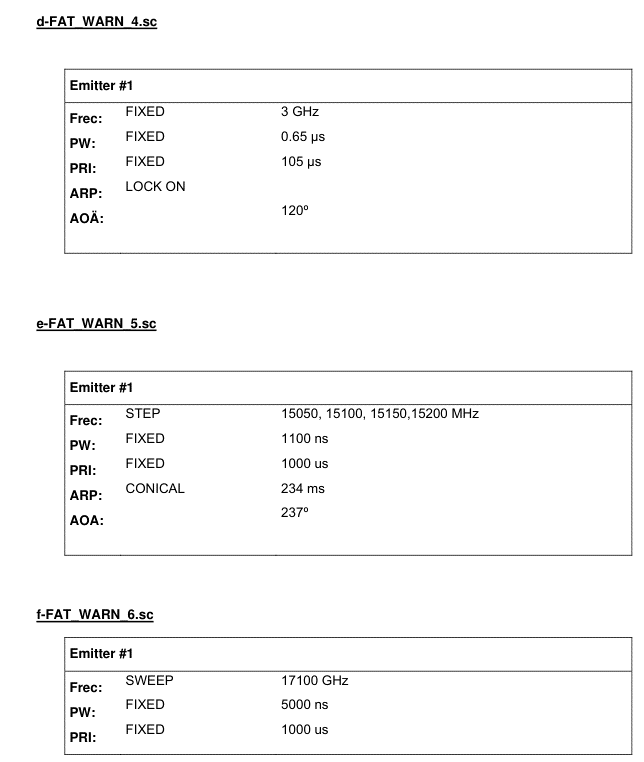 d-FAT_WARN_4.sc
Emitter #1
Frec: FIXED 3 GHz
PW: FIXED 0.65 µs
PRI: FIXED 105 µs
ARP: LOCK ON
AOÄ: 120º
e-FAT_WARN_5.sc
Emitter #1
Frec: STEP 15050, 15100, 15150,15200 MHz
PW: FIXED 1100 ns
PRI: FIXED 1000 us
ARP: CONICAL 234 ms
AOA: 237º
f-FAT_WARN_6.sc
Emitter #1
Frec: SWEEP 17100 GHz
PW: FIXED 5000 ns
PRI: FIXED 1000 us